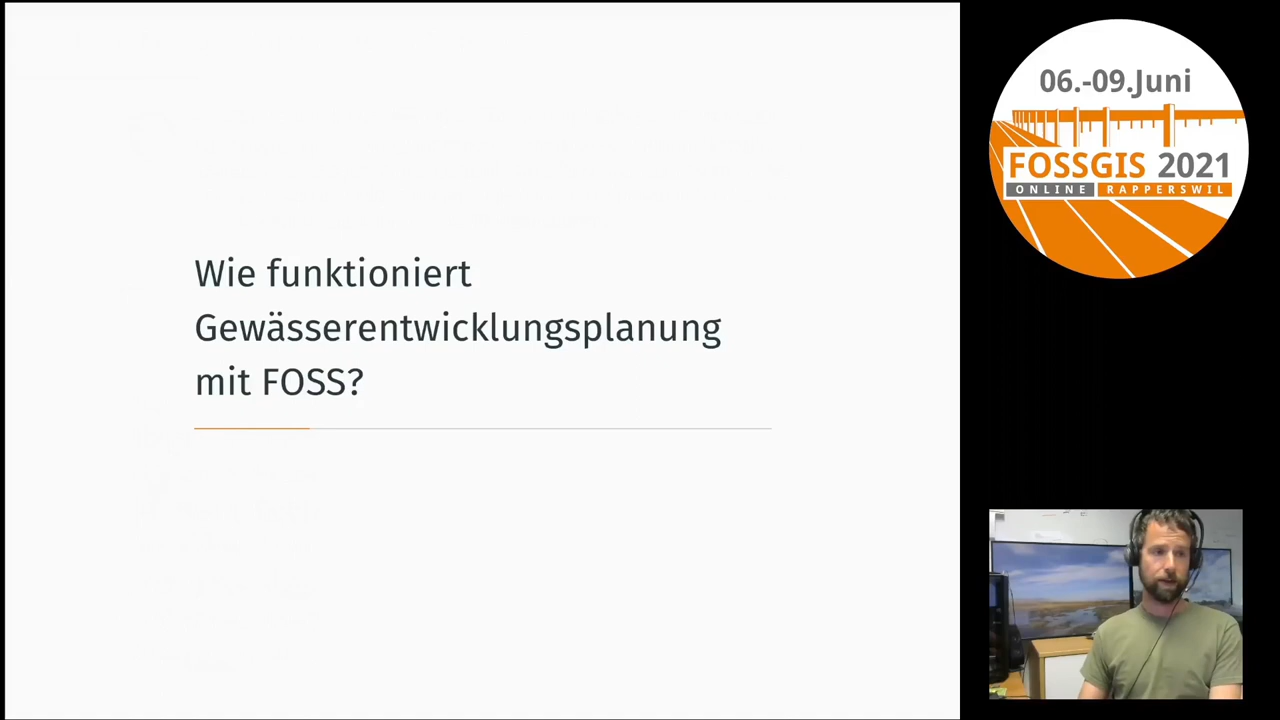 Wie funktioniert
Gewässerentwicklungsplanung
mit FOSS?
06.-09.Juni
FOSSGIS 2021
ONLINE RAPPERSWIL